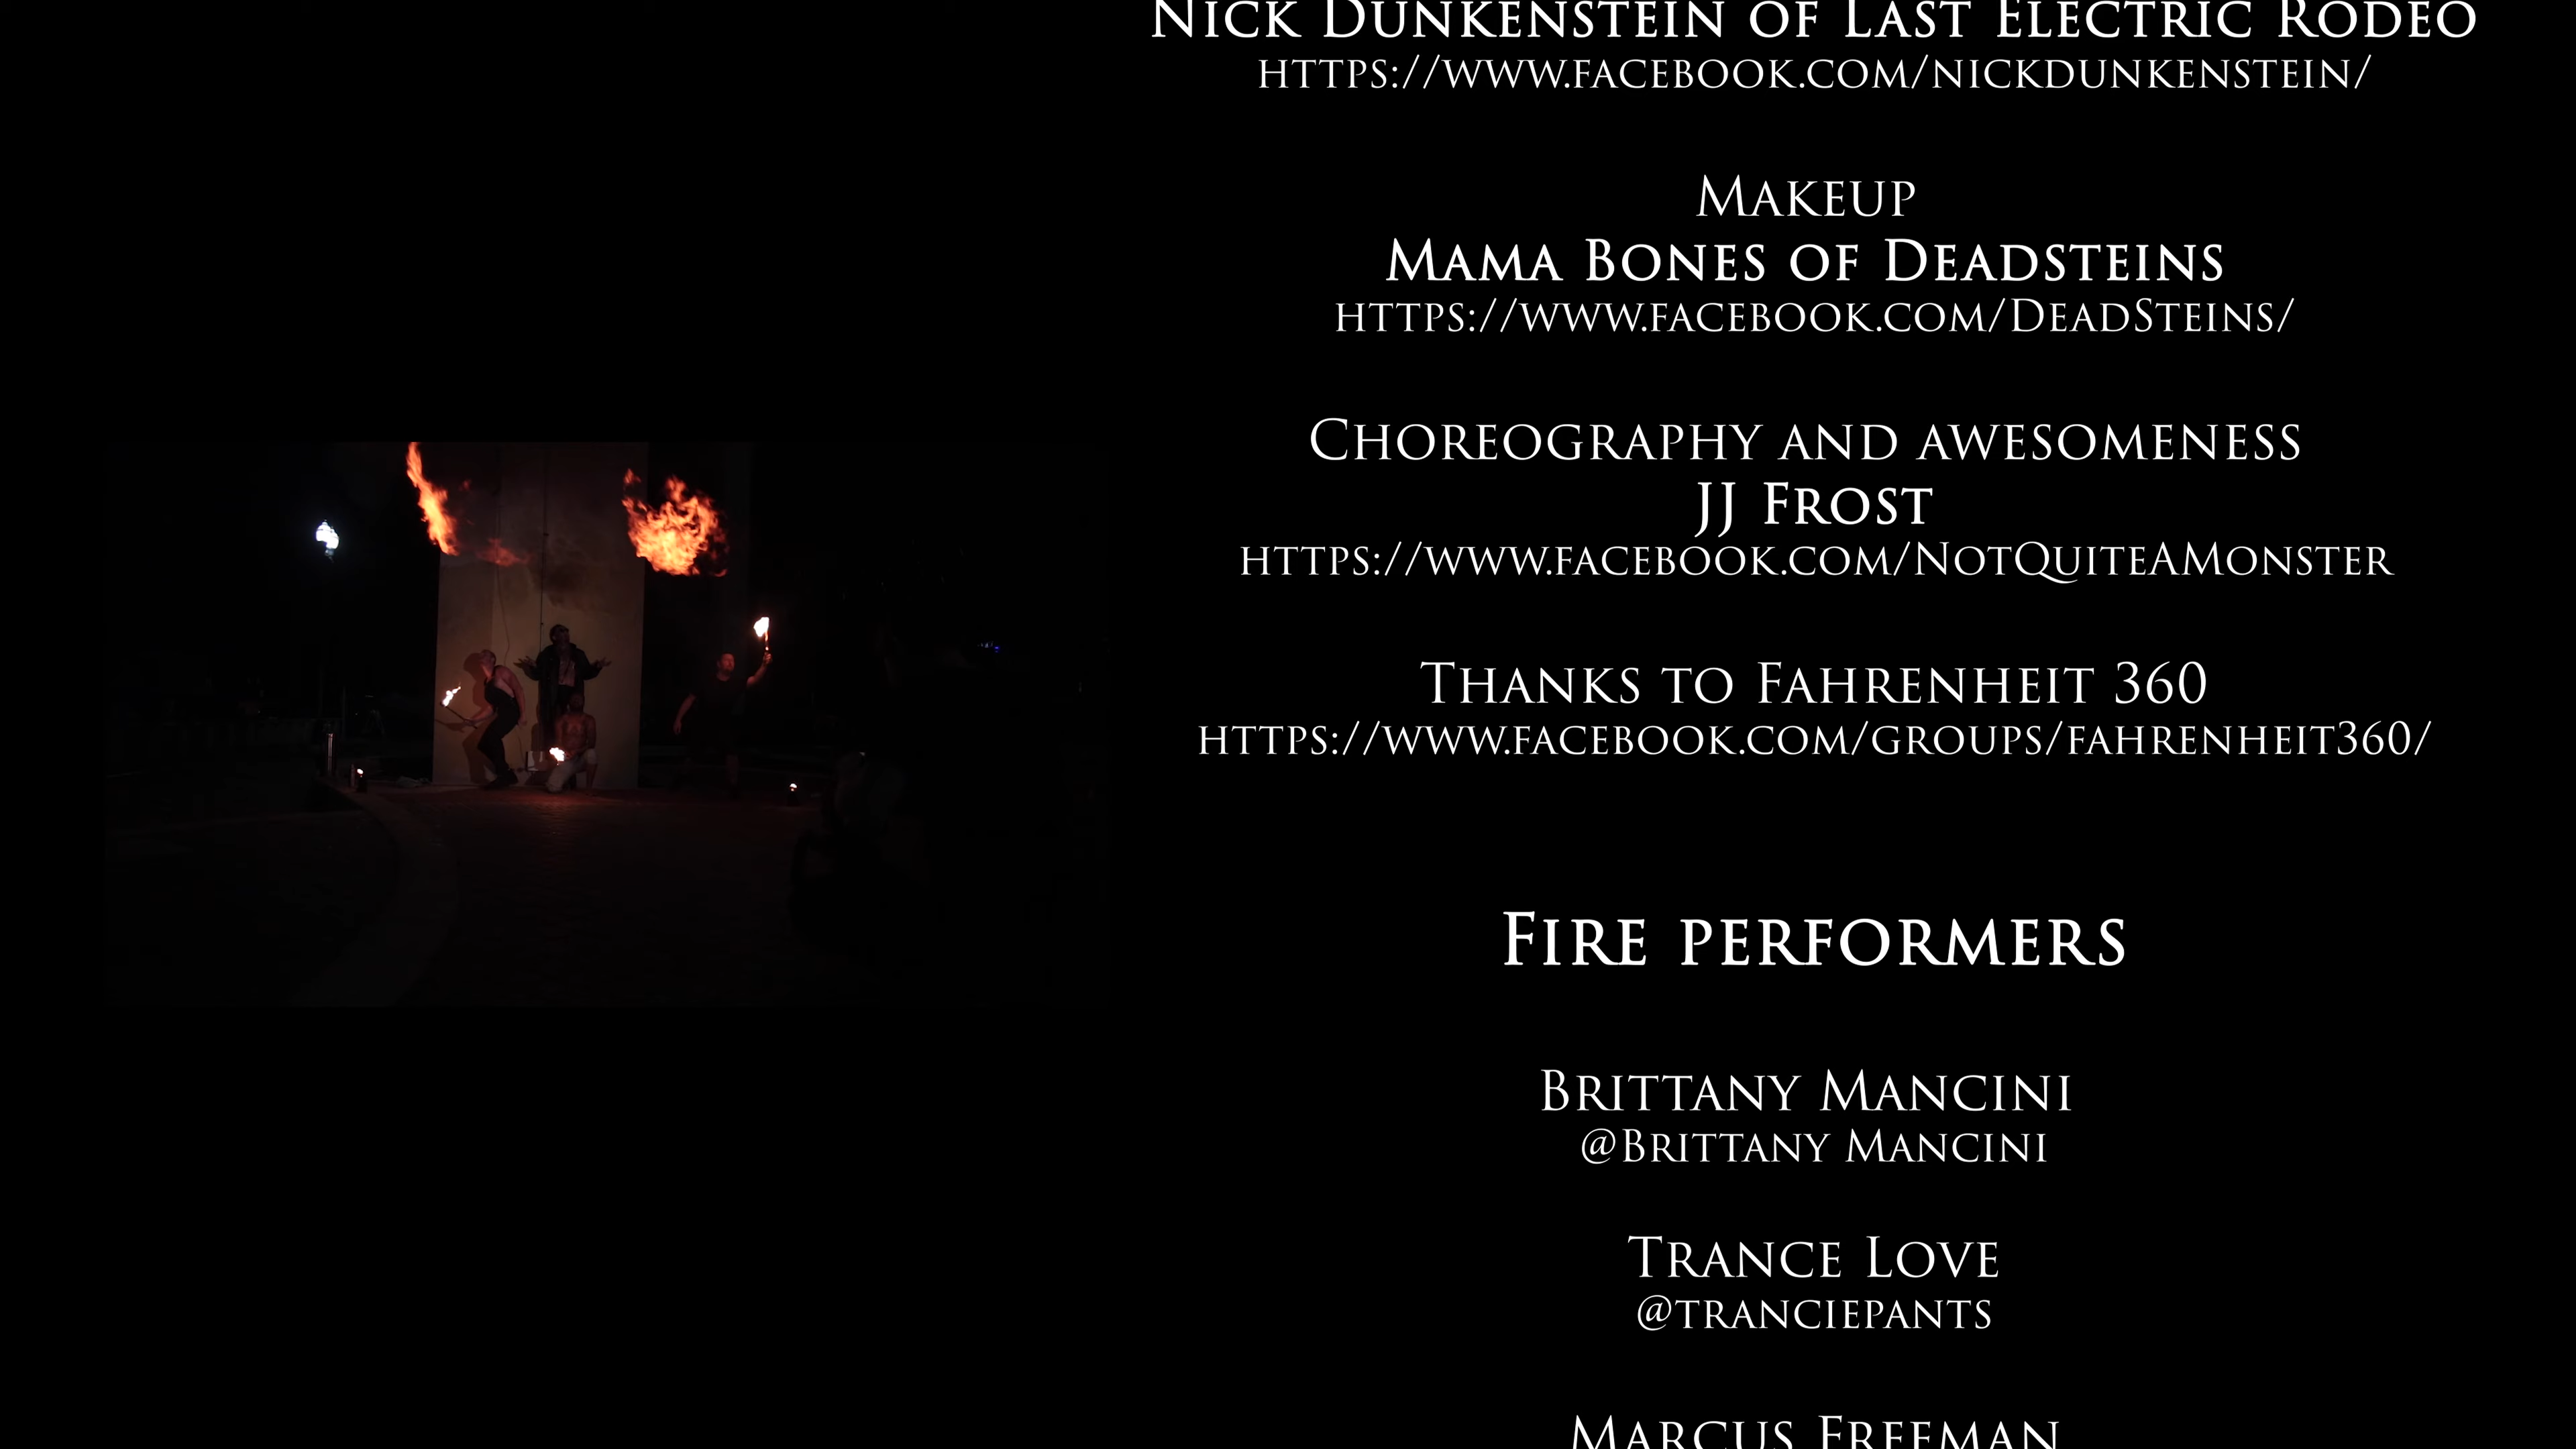 Nick Dunkenstein of Last Electric Rodeo
https://www.facebook.com/nickdunkenstein/
Makeup
Mama Bones of Deadsteins
https://www.facebook.com/DeadSteins/
Choreography and awesomeness
JJ Frost
https://www.facebook.com/NotQuiteAMonster
Thanks to Fahrenheit 360
https://www.facebook.com/groups/fahrenheit360/
Fire performers
Brittany Mancini
@Brittany Mancini
Trance Love
@tranciepants
Marcus Freeman